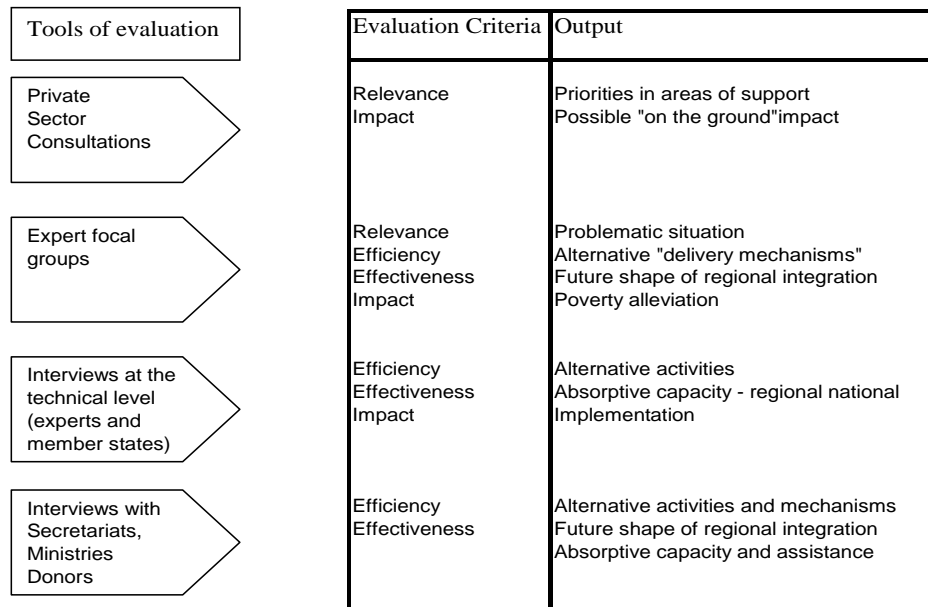 Tools of evaluation
Evaluation Criteria Output
Private
Sector
Consultations
Relevance Priorities in areas of support
Impact Possible "on the ground"impact
Expert focal
groups
Relevance Problematic situation
Efficiency Alternative "delivery mechanisms"
Effectiveness Future shape of regional integration
Impact Poverty alleviation
Interviews at the
technical level
(experts and
member states)
Efficiency Alternative activities
Effectiveness Absorptive capacity - regional national
Impact Implementation
Interviews with
Secretariats,
Ministries
Donors
Efficiency Alternative activities and mechanisms
Effectiveness Future shape of regional integration
Absorptive capacity and assistance